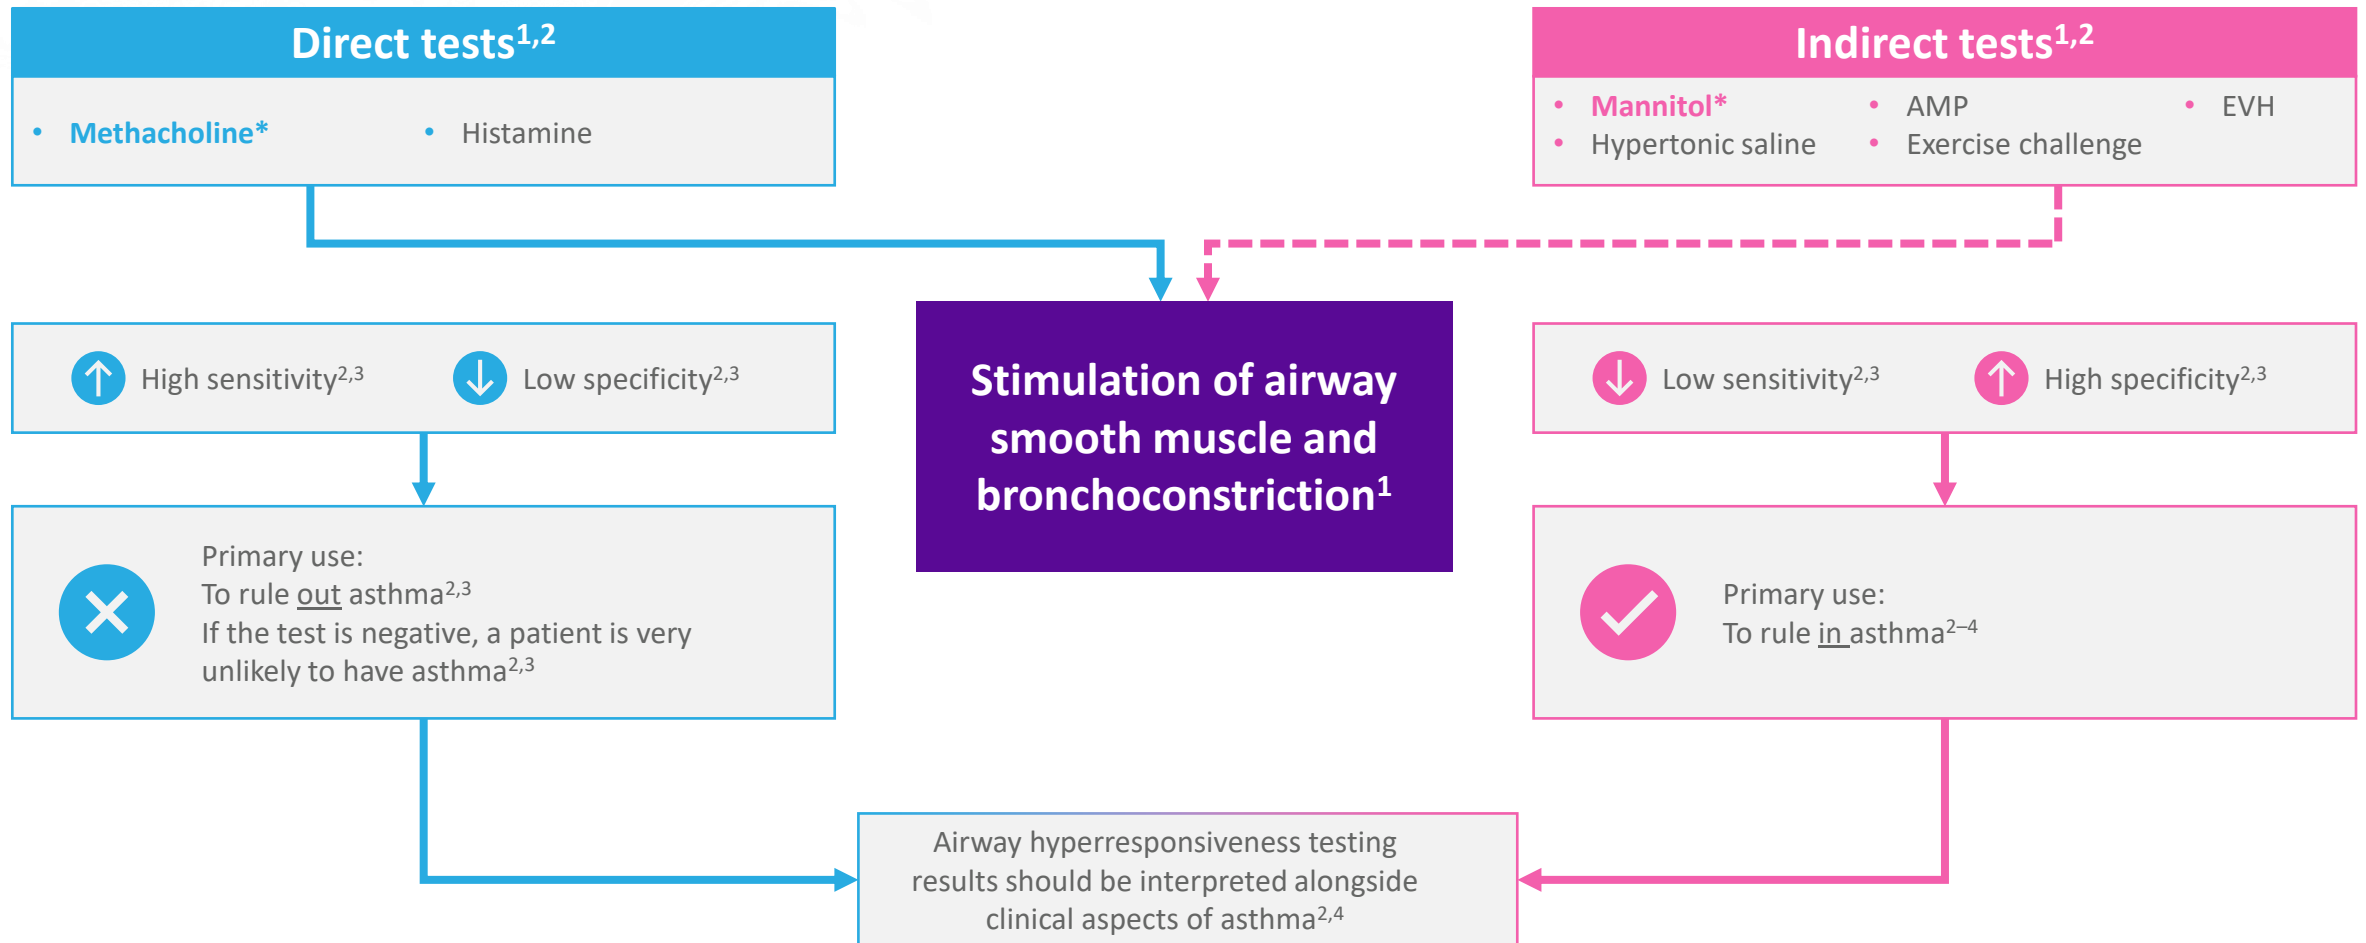 Direct tests1,2
• Methacholine*
• Histamine
Indirect tests1,2
• Mannitol*
• AMP
• EVH
• Hypertonic saline
• Exercise challenge
High sensitivity2,3
Low specificity2,3
Stimulation of airway
smooth muscle and
bronchoconstriction1
Low sensitivity2,3
High specificity2,3
Primary use:
To rule out asthma2,3
If the test is negative, a patient is very
unlikely to have asthma2,3
Primary use:
To rule in asthma2–4
Airway hyperresponsiveness testing
results should be interpreted alongside
clinical aspects of asthma2,4